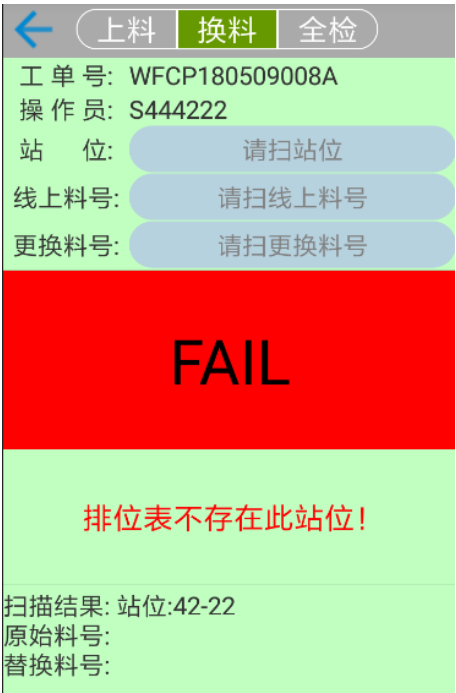 上料 换料 全检
工 单 号: WFCP180509008A
操 作 员: S444222
站 位: 请扫站位
线上料号: 请扫线上料号
更换料号: 请扫更换料号
FAIL
排位表不存在此站位!
扫描结果: 站位:42-22
原始料号:
替换料号: